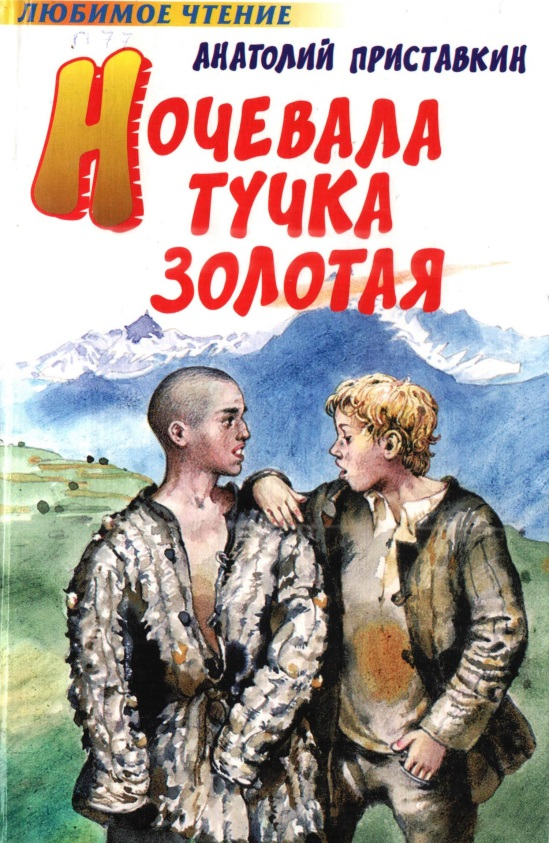 ЛЮБИМОЕ ЧТЕНИЕ
АНАТОЛИЙ ПРИСТАВКИН
НОЧЕВАЛА
ТУЧКА
ЗОЛОТАЯ